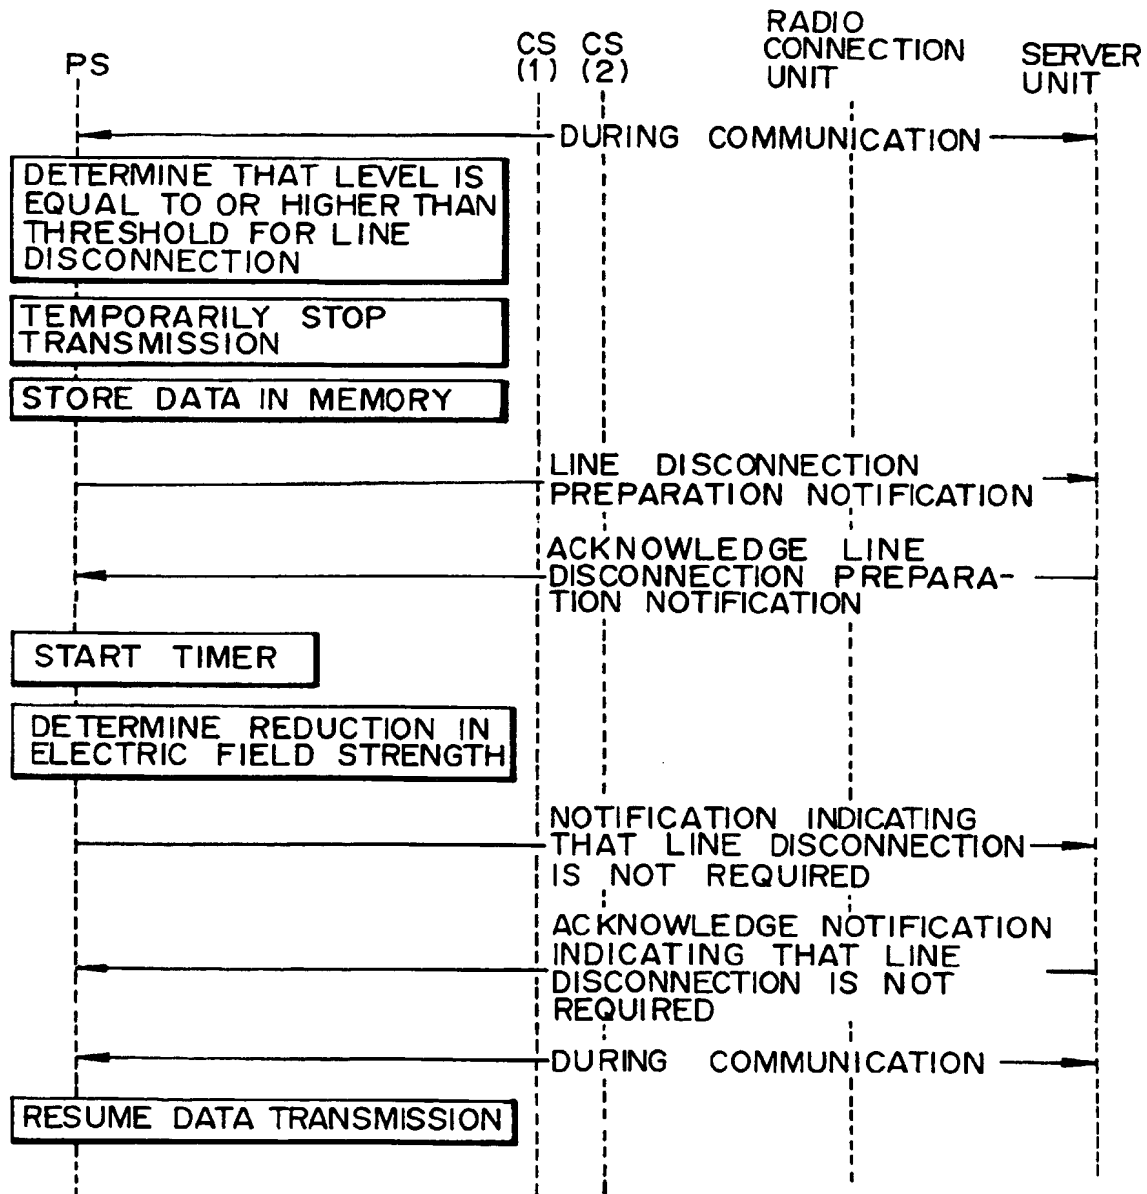 PS
CS
(1)
CS
(2)
RADIO
CONNECTION
UNIT
SERVER
UNIT
DURING COMMUNICATION
DETERMINE THAT LEVEL IS
EQUAL TO OR HIGHER THAN
THRESHOLD FOR LINE
DISCONNECTION
TEMPORARILY STOP
TRANSMISSION
STORE DATA IN MEMORY
LINE DISCONNECTION
PREPARATION NOTIFICATION
ACKNOWLEDGE LINE
DISCONNECTION PREPARA-
TION NOTIFICATION
START TIMER
DETERMINE REDUCTION IN
ELECTRIC FIELD STRENGTH
NOTIFICATION INDICATING
THAT LINE DISCONNECTION
IS NOT REQUIRED
ACKNOWLEDGE NOTIFICATION
INDICATING THAT LINE
DISCONNECTION IS NOT
REQUIRED
DURING COMMUNICATION
RESUME DATA TRANSMISSION